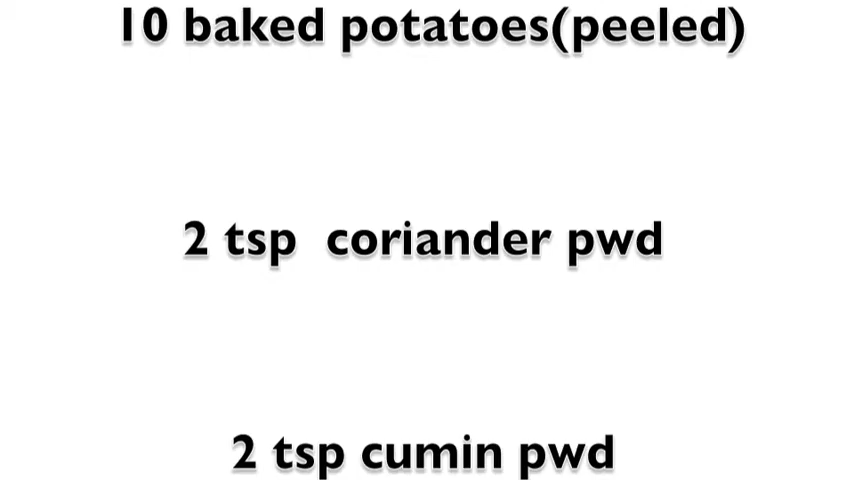 10 baked potatoes(peeled)
2 tsp coriander pwd
2 tsp cumin pwd